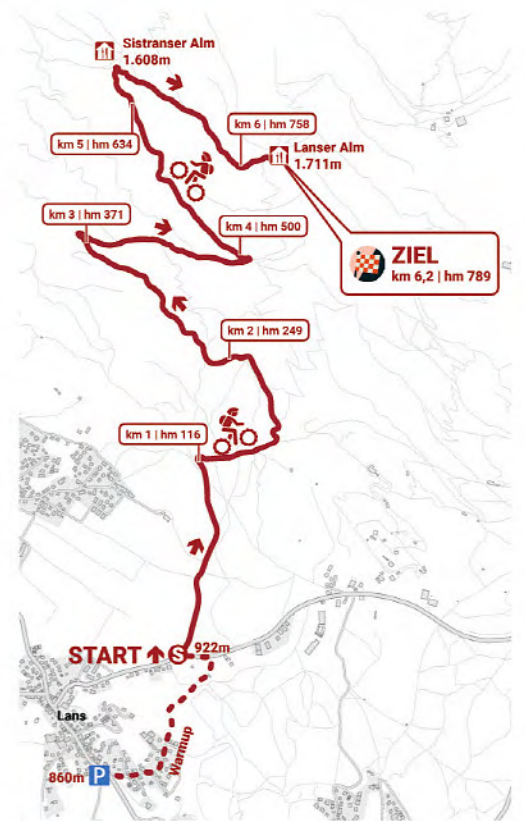 Sistranser Alm
1.608m
km 6 | hm 758
km 5 | hm 634
Lanser Alm
1.711m
km 3 | hm 371
km 4 | hm 500
ZIEL
km 6,2 | hm 789
km 2 | hm 249
km 1 | hm 116
START S 922m
Lans
Warmup
860m P